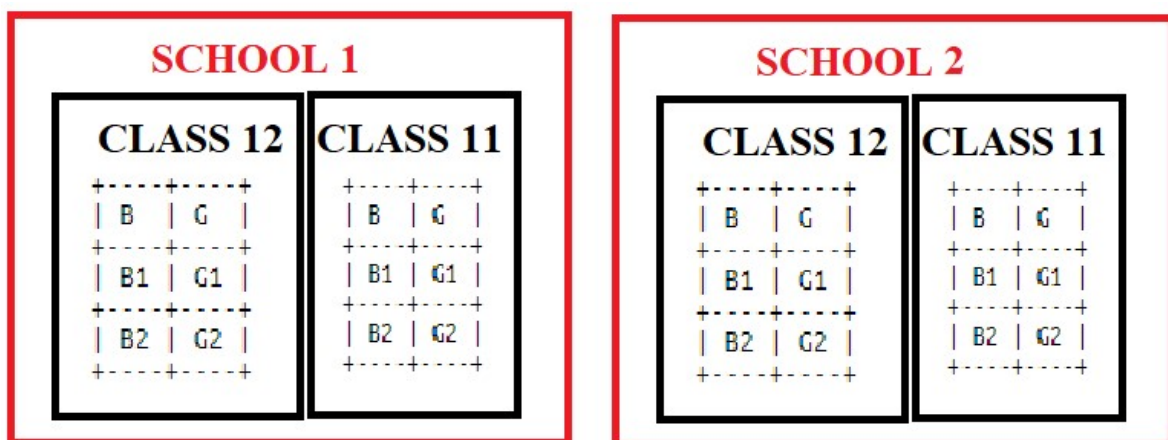 SCHOOL 1
CLASS 12
+----+----+
| B | G |
+----+----+
| B1 | G1 |
+----+----+
| B2 | G2 |
+----+----+
CLASS 11
+----+----+
| B | G |
+----+----+
| B1 | G1 |
+----+----+
| B2 | G2 |
+----+----+
SCHOOL 2
CLASS 12
+----+----+
| B | G |
+----+----+
| B1 | G1 |
+----+----+
| B2 | G2 |
+----+----+
CLASS 11
+----+----+
| B | G |
+----+----+
| B1 | G1 |
+----+----+
| B2 | G2 |
+----+----+